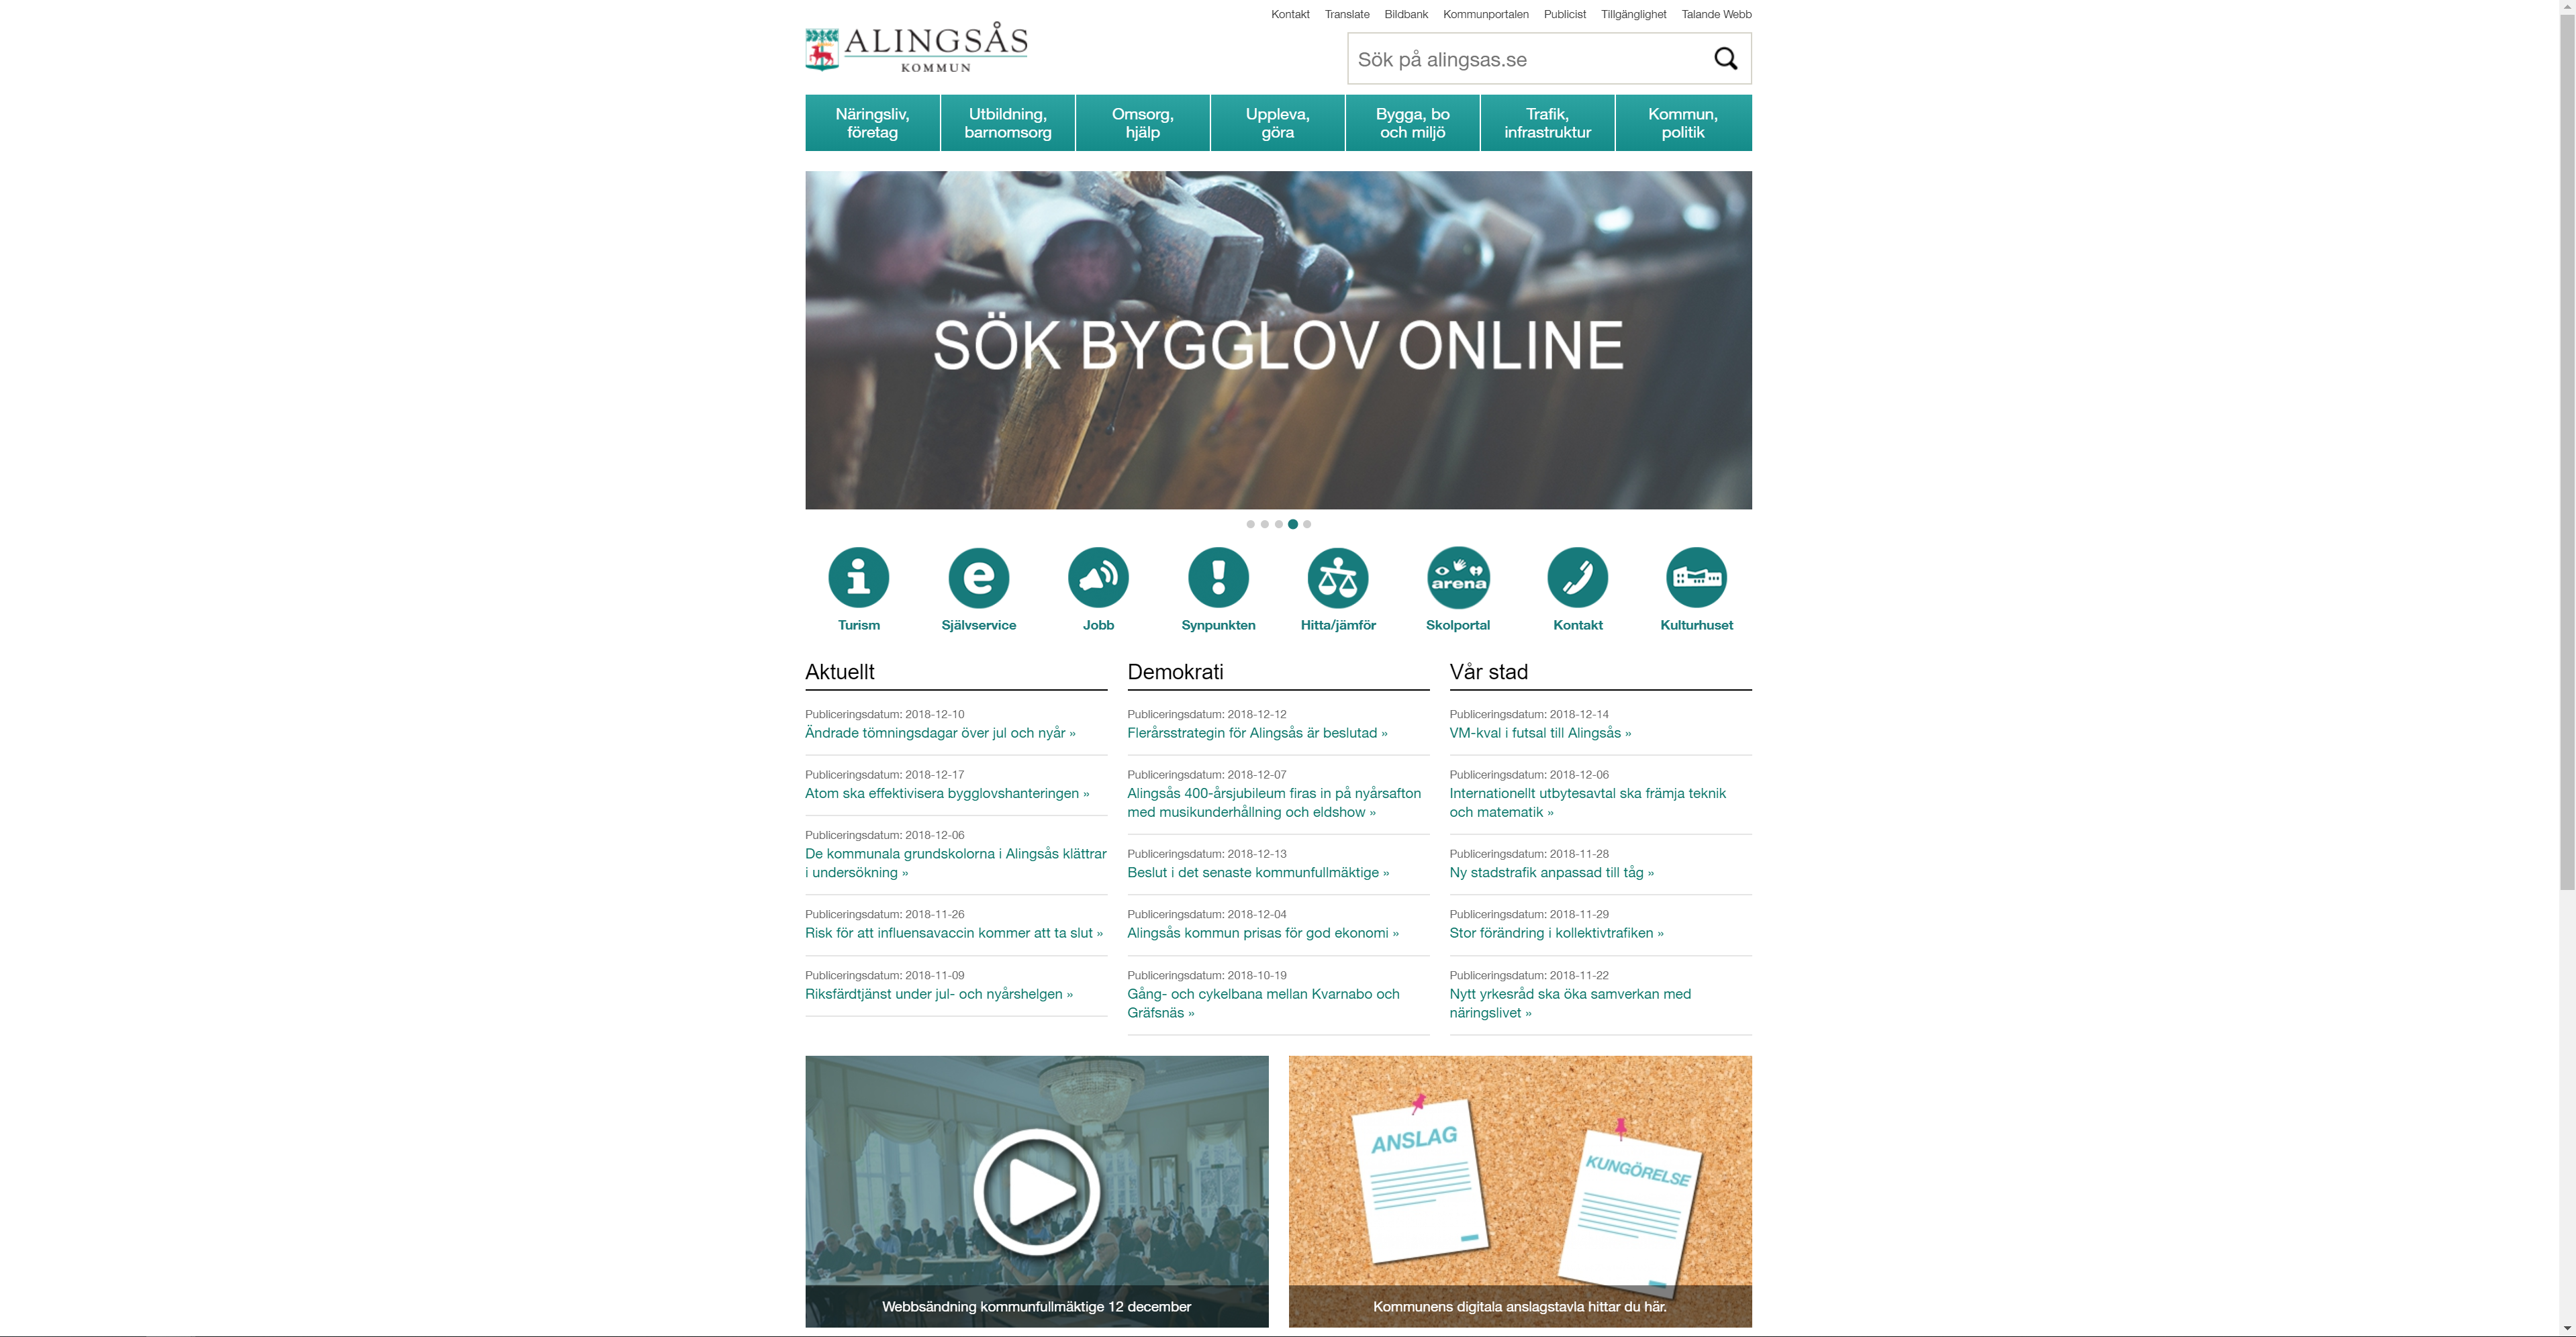 Kontakt Translate Bildbank Kommunportalen Publicist Tillgänglighet Talande Webb
ALINGSÅS
KOMMUN
Sök på alingsas.se
Näringsliv,
företag
Utbildning,
barnomsorg
Omsorg,
hjälp
Uppleva,
göra
Bygga, bo
och miljö
Trafik,
infrastruktur
Kommun,
politik
SÖK BYGGLOV ONLINE
i
e
!
arena
Turism
Självservice
Jobb
Synpunkten
Hitta/jämför
Skolportal
Kontakt
Kulturhuset
Aktuellt
Publiceringsdatum: 2018-12-10
Ändrade tömningsdagar över jul och nyår »
Publiceringsdatum: 2018-12-17
Atom ska effektivisera bygglovshanteringen »
Publiceringsdatum: 2018-12-06
De kommunala grundskolorna i Alingsås klättrar
i undersökning »
Publiceringsdatum: 2018-11-26
Risk för att influensavaccin kommer att ta slut »
Publiceringsdatum: 2018-11-09
Riksfärdtjänst under jul- och nyårshelgen »
Demokrati
Publiceringsdatum: 2018-12-12
Flerårsstrategin för Alingsås är beslutad »
Publiceringsdatum: 2018-12-07
Alingsås 400-årsjubileum firas in på nyårsafton
med musikunderhållning och eldshow »
Publiceringsdatum: 2018-12-13
Beslut i det senaste kommunfullmäktige »
Publiceringsdatum: 2018-12-04
Alingsås kommun prisas för god ekonomi »
Publiceringsdatum: 2018-10-19
Gång- och cykelbana mellan Kvarnabo och
Gräfsnäs »
Vår stad
Publiceringsdatum: 2018-12-14
VM-kval i futsal till Alingsås »
Publiceringsdatum: 2018-12-06
Internationellt utbytesavtal ska främja teknik
och matematik »
Publiceringsdatum: 2018-11-28
Ny stadstrafik anpassad till tåg »
Publiceringsdatum: 2018-11-29
Stor förändring i kollektivtrafiken »
Publiceringsdatum: 2018-11-22
Nytt yrkesråd ska öka samverkan med
näringslivet »
Webbsändning kommunfullmäktige 12 december
ANSLAG
KUNGÖRELSE
Kommunens digitala anslagstavla hittar du här.